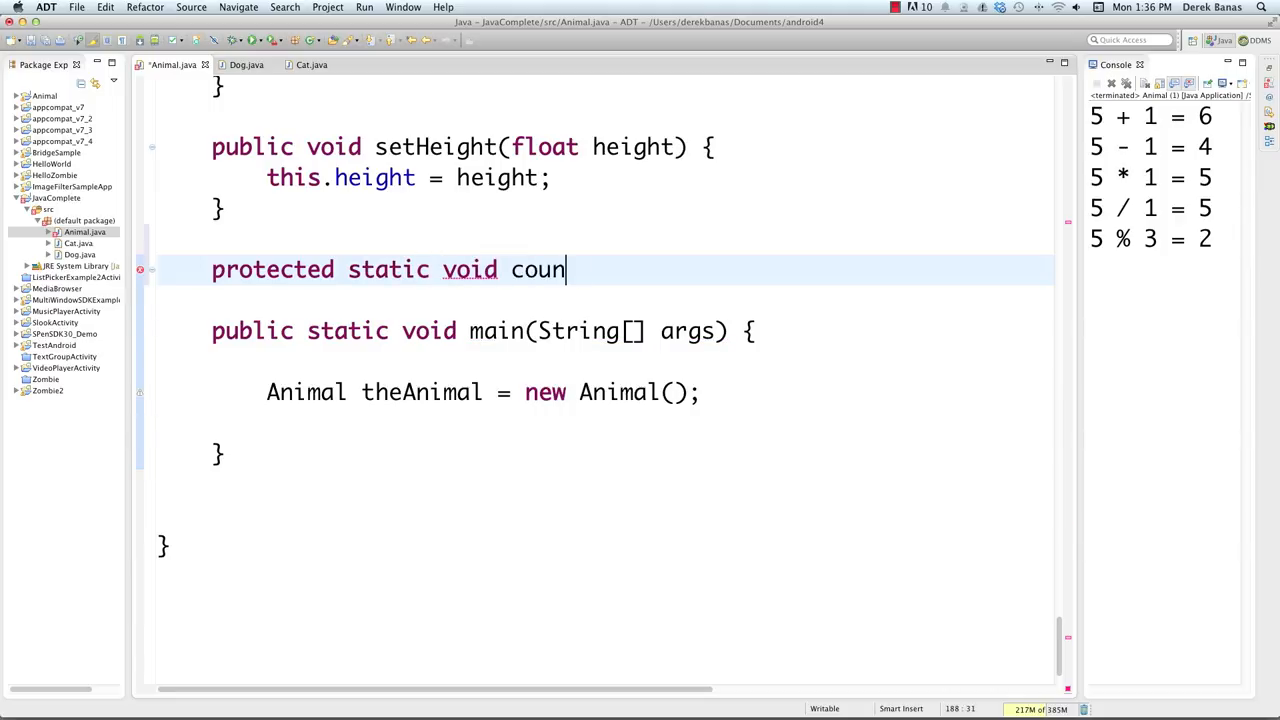 ADT File Edit Refactor Source Navigate Search Project Run Window Help
10 Mon 1:36 PM Derek Banas
Java - JavaComplete/src/Animal.java - ADT - /Users/derekbanas/Documents/android4
Quick Access Java DDMS
Package Exp
*Animal.java Dog.java Cat.java
Console
<terminated> Animal (1) [Java Application] /S
Animal
appcompat_v7
appcompat_v7_2
appcompat_v7_3
appcompat_v7_4
BridgeSample
HelloWorld
HelloZombie
ImageFilterSampleApp
JavaComplete
src
(default package)
Animal.java
Cat.java
Dog.java
JRE System Library [Ja
ListPickerExample2Activi
MediaBrowser
MultiWindowSDKExample
MusicPlayerActivity
SlookActivity
SPenSDK30_Demo
TestAndroid
TextGroupActivity
VideoPlayerActivity
Zombie
Zombie2
}
public void setHeight(float height) {
this.height = height;
}
protected static void coun
public static void main(String[] args) {
Animal theAnimal = new Animal();
}
}
5 + 1 = 6
5 - 1 = 4
5 * 1 = 5
5 / 1 = 5
5 % 3 = 2
Writable Smart Insert 188 : 31 217M of 385M